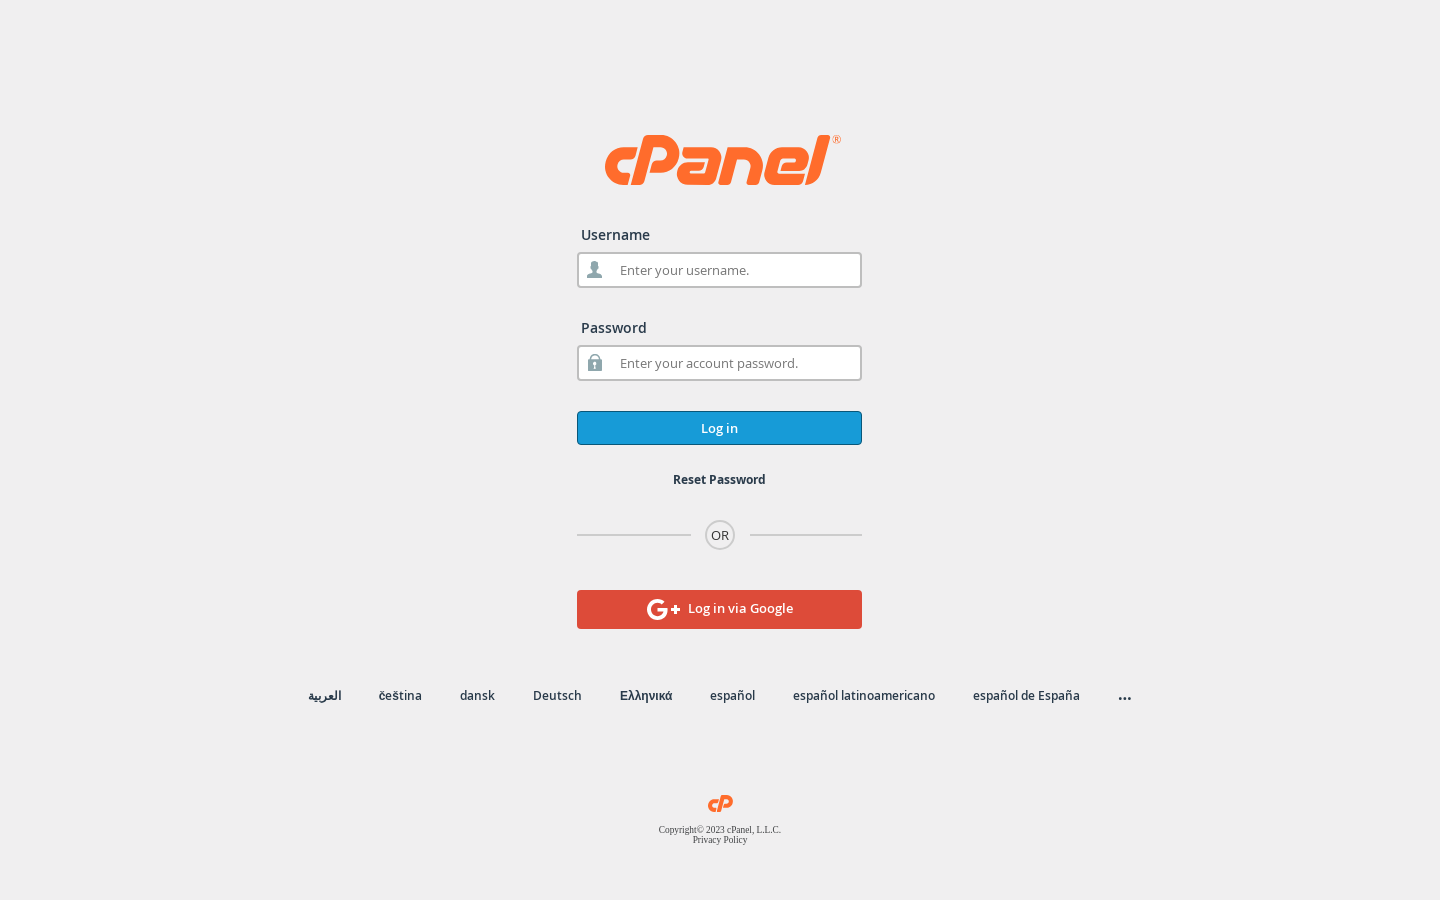 cPanel®
Username
Enter your username.
Password
Enter your account password.
Log in
Reset Password
OR
G+ Log in via Google
العربية čeština dansk Deutsch Ελληνικά español español latinoamericano español de España ...
cP
Copyright© 2023 cPanel, L.L.C.
Privacy Policy